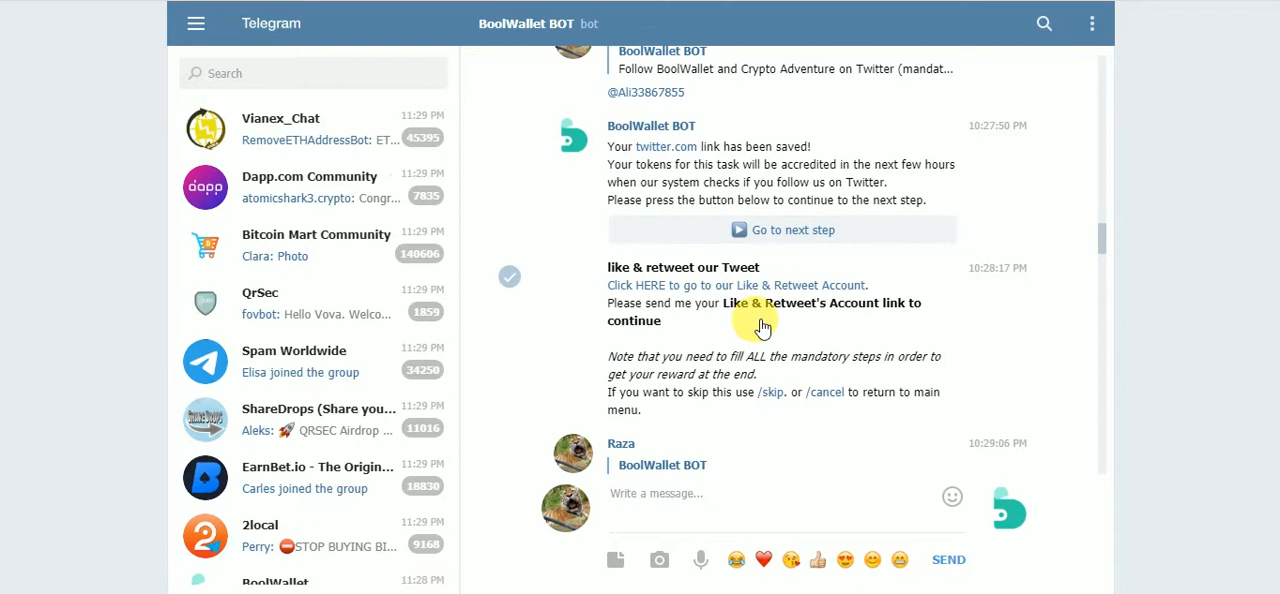 Telegram
BoolWallet BOT bot
Search
Vianex_Chat 11:29 PM
RemoveETHAddressBot: ET... 45395
Dapp.com Community 11:29 PM
atomicshark3.crypto: Congr... 7835
Bitcoin Mart Community 11:29 PM
Clara: Photo 140606
QrSec 11:29 PM
fovbot: Hello Vova. Welco... 1859
Spam Worldwide 11:29 PM
Elisa joined the group 34250
ShareDrops (Share you... 11:29 PM
Aleks: 🚀 QRSEC Airdrop ... 11016
EarnBet.io - The Origin... 11:29 PM
Carles joined the group 18830
2local 11:29 PM
Perry: ⛔STOP BUYING BI... 9168
BoolWallet 11:28 PM
dapp
SHARE DROPS
BoolWallet BOT
Follow BoolWallet and Crypto Adventure on Twitter (mandat...
@Ali33867855
BoolWallet BOT 10:27:50 PM
Your twitter.com link has been saved!
Your tokens for this task will be accredited in the next few hours
when our system checks if you follow us on Twitter.
Please press the button below to continue to the next step.
Go to next step
like & retweet our Tweet 10:28:17 PM
Click HERE to go to our Like & Retweet Account.
Please send me your Like & Retweet's Account link to
continue
Note that you need to fill ALL the mandatory steps in order to
get your reward at the end.
If you want to skip this use /skip. or /cancel to return to main
menu.
Raza 10:29:06 PM
BoolWallet BOT
Write a message...
SEND